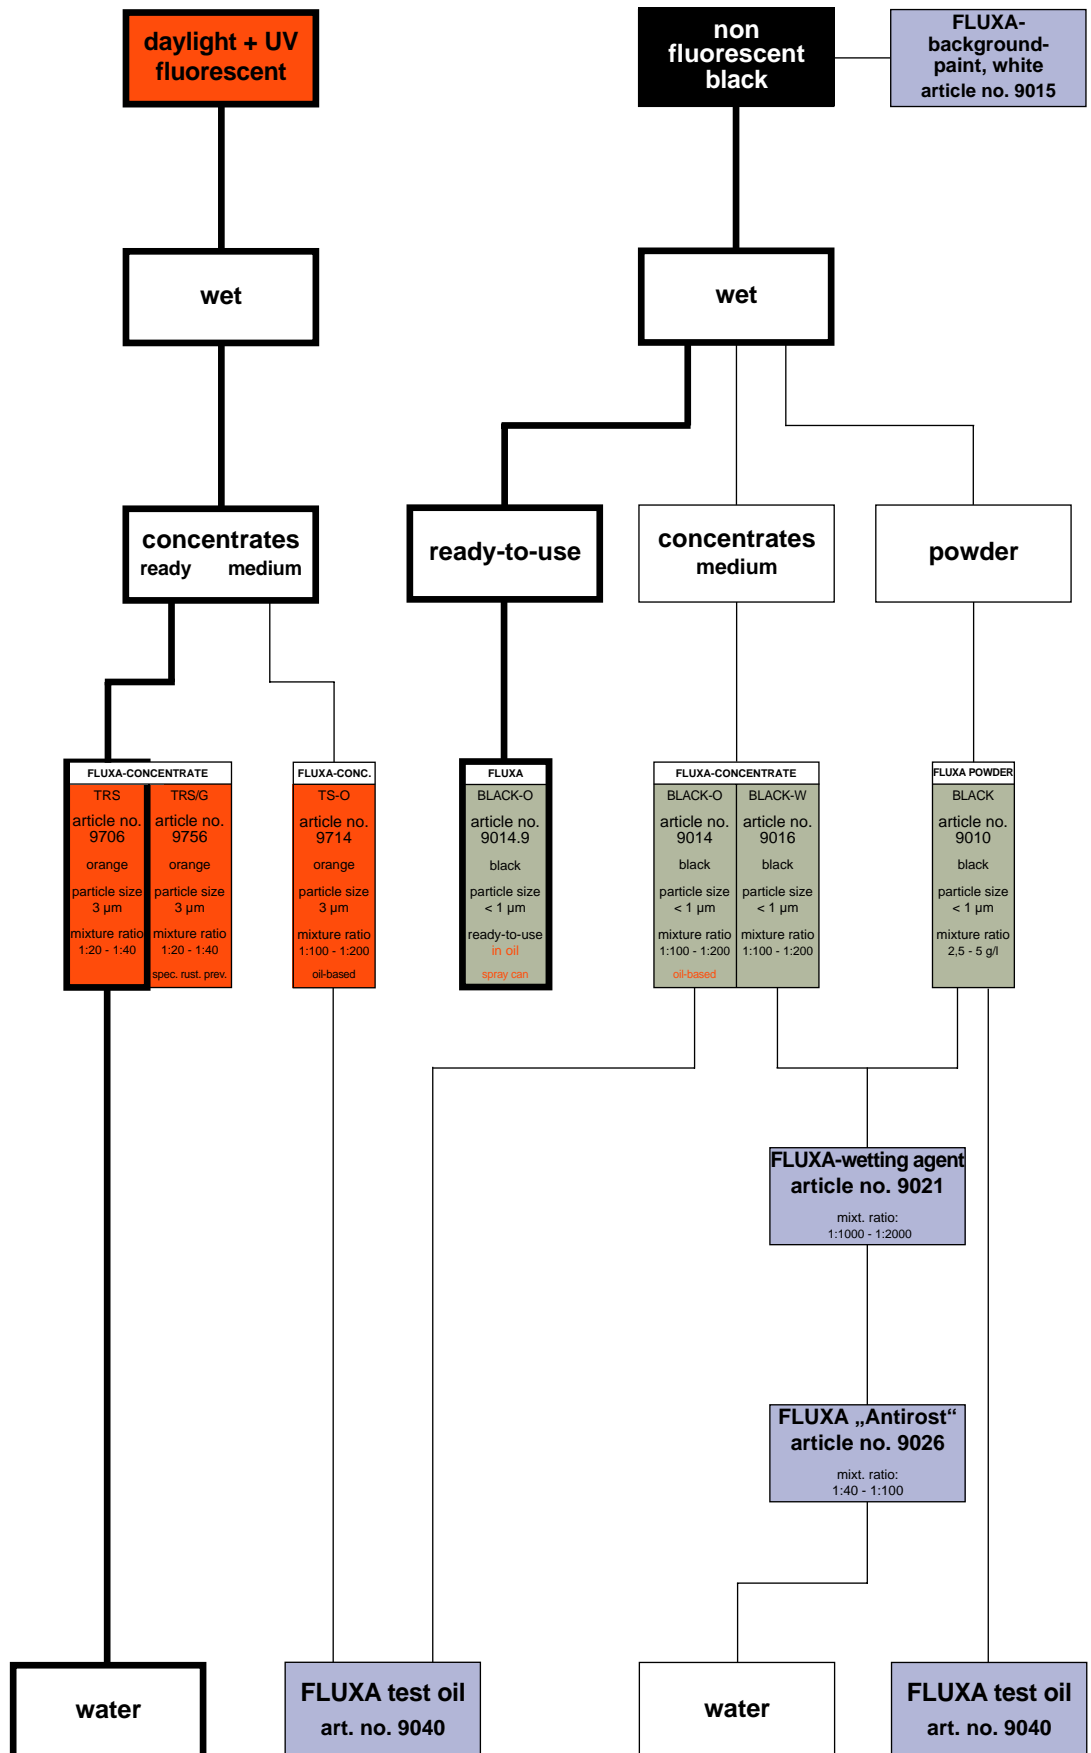 daylight + UV
fluorescent
non
fluorescent
black
FLUXA-
background-
paint, white
article no. 9015
wet
wet
concentrates
ready medium
ready-to-use
concentrates
medium
powder
FLUXA-CONCENTRATE
TRS
article no.
9706
orange
particle size
3 µm
mixture ratio
1:20 - 1:40
TRS/G
article no.
9756
orange
particle size
3 µm
mixture ratio
1:20 - 1:40
spec. rust. prev.
FLUXA-CONC.
TS-O
article no.
9714
orange
particle size
3 µm
mixture ratio
1:100 - 1:200
oil-based
FLUXA
BLACK-O
article no.
9014.9
black
particle size
< 1 µm
ready-to-use
in oil
spray can
FLUXA-CONCENTRATE
BLACK-O
article no.
9014
black
particle size
< 1 µm
mixture ratio
1:100 - 1:200
oil-based
BLACK-W
article no.
9016
black
particle size
< 1 µm
mixture ratio
1:100 - 1:200
FLUXA POWDER
BLACK
article no.
9010
black
particle size
< 1 µm
mixture ratio
2,5 - 5 g/l
FLUXA-wetting agent
article no. 9021
mixt. ratio:
1:1000 - 1:2000
FLUXA „Antirost“
article no. 9026
mixt. ratio:
1:40 - 1:100
water
FLUXA test oil
art. no. 9040
water
FLUXA test oil
art. no. 9040